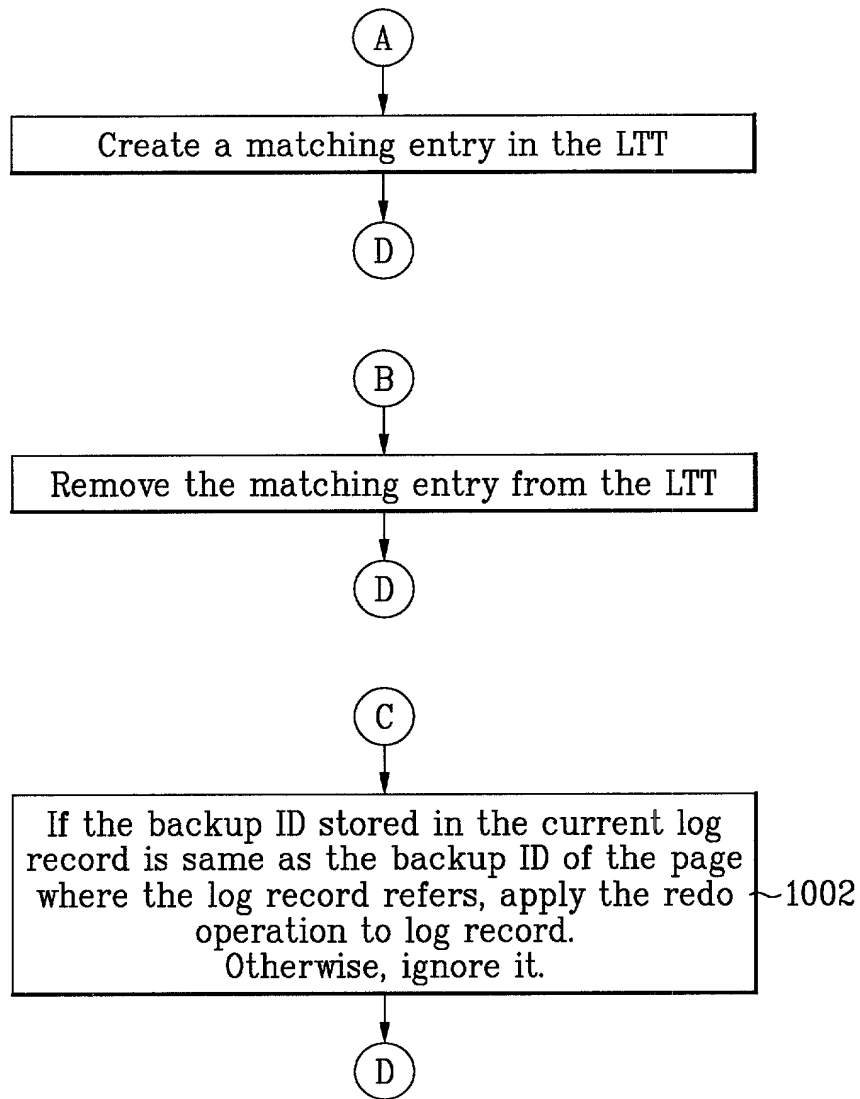 A
Create a matching entry in the LTT
D
B
Remove the matching entry from the LTT
D
C
If the backup ID stored in the current log
record is same as the backup ID of the page
where the log record refers, apply the redo
operation to log record.
Otherwise, ignore it.
1002
D